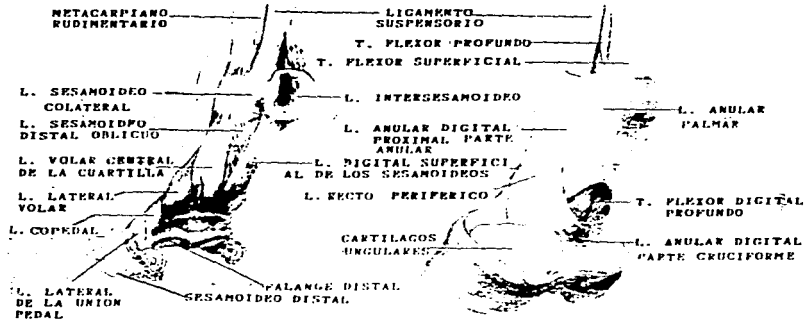 METACARPIANO
RUDIMENTARIO
LIGAMENTO
SUSPENSORIO
T. FLEXOR PROFUNDO
T. FLEXOR SUPERFICIAL
L. SESAMOIDEO
COLATERAL
L. INTERSESAMOIDEO
L. ANULAR
PALMAR
L. SESAMOIDEO
DISTAL OBLICUO
L. ANULAR DIGITAL
PROXIMAL PARTE
ANULAR
L. VOLAR CENTRAL
DE LA CUARTILLA
L. DIGITAL SUPERFICI
AL DE LOS SESAMOIDEOS
L. LATERAL
VOLAR
L. RECTO PERIFERICO
T. FLEXOR DIGITAL
PROFUNDO
L. COPEDAL
CARTILAGOS
UNGULARES
L. ANULAR DIGITAL
PARTE CRUCIFORME
L. LATERAL
DE LA UNION
PEDAL
SESAMOIDEO DISTAL
FALANGE DISTAL